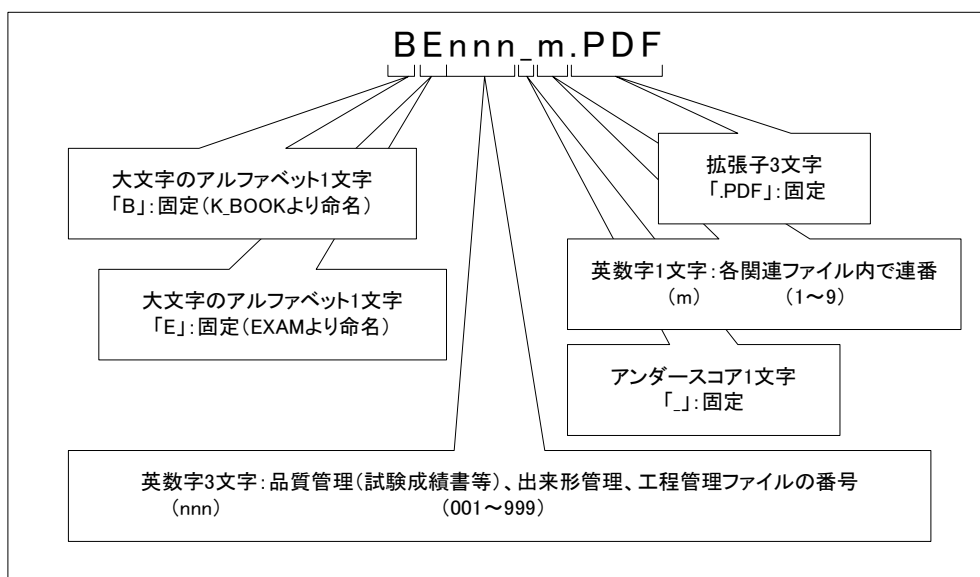 BEnnn_m.PDF
大文字のアルファベット1文字
「B」:固定(K_BOOKより命名)
拡張子3文字
「.PDF」:固定
大文字のアルファベット1文字
「E」:固定(EXAMより命名)
英数字1文字:各関連ファイル内で連番
(m) (1~9)
アンダースコア1文字
「_」:固定
英数字3文字:品質管理(試験成績書等)、出来形管理、工程管理ファイルの番号
(nnn) (001~999)